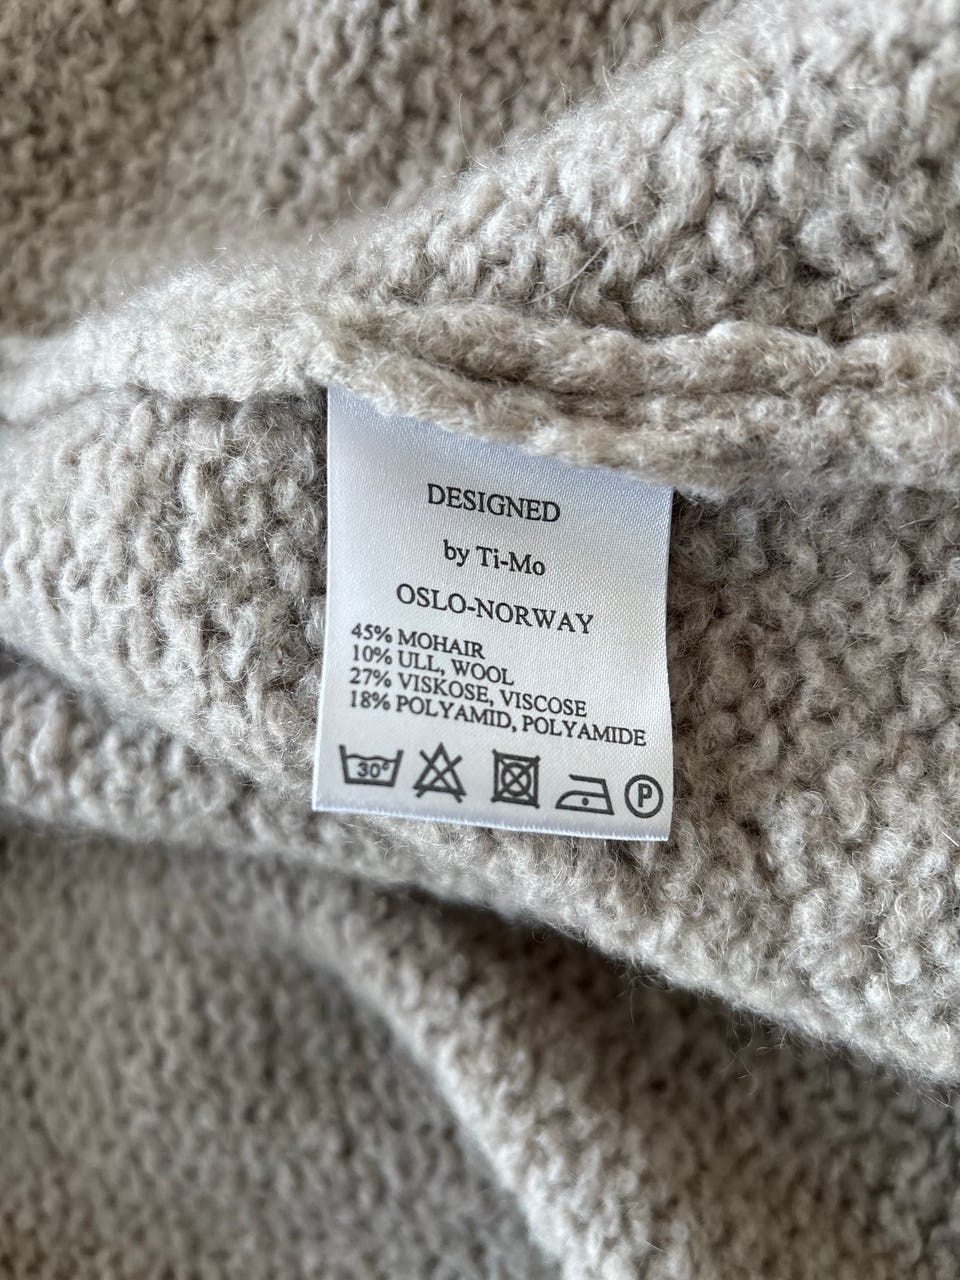 DESIGNED
by Ti-Mo
OSLO-NORWAY
45% MOHAIR
10% ULL, WOOL
27% VISKOSE, VISCOSE
18% POLYAMID, POLYAMIDE
30° P